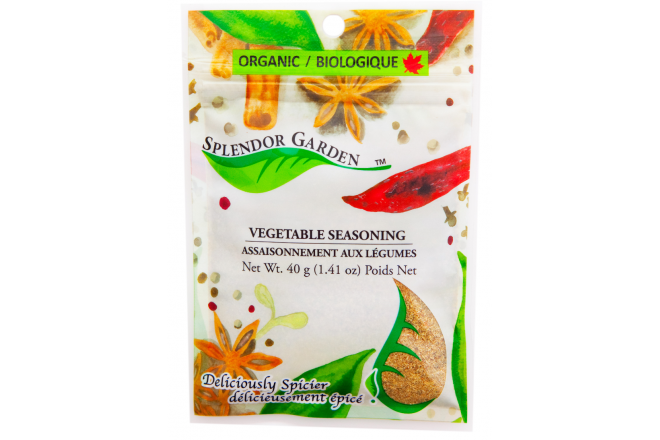 ORGANIC / BIOLOGIQUE
SPLENDOR GARDEN ™
VEGETABLE SEASONING
ASSAISONNEMENT AUX LÉGUMES
Net Wt. 40 g (1.41 oz) Poids Net
Deliciously Spicier
délicieusement épicé !